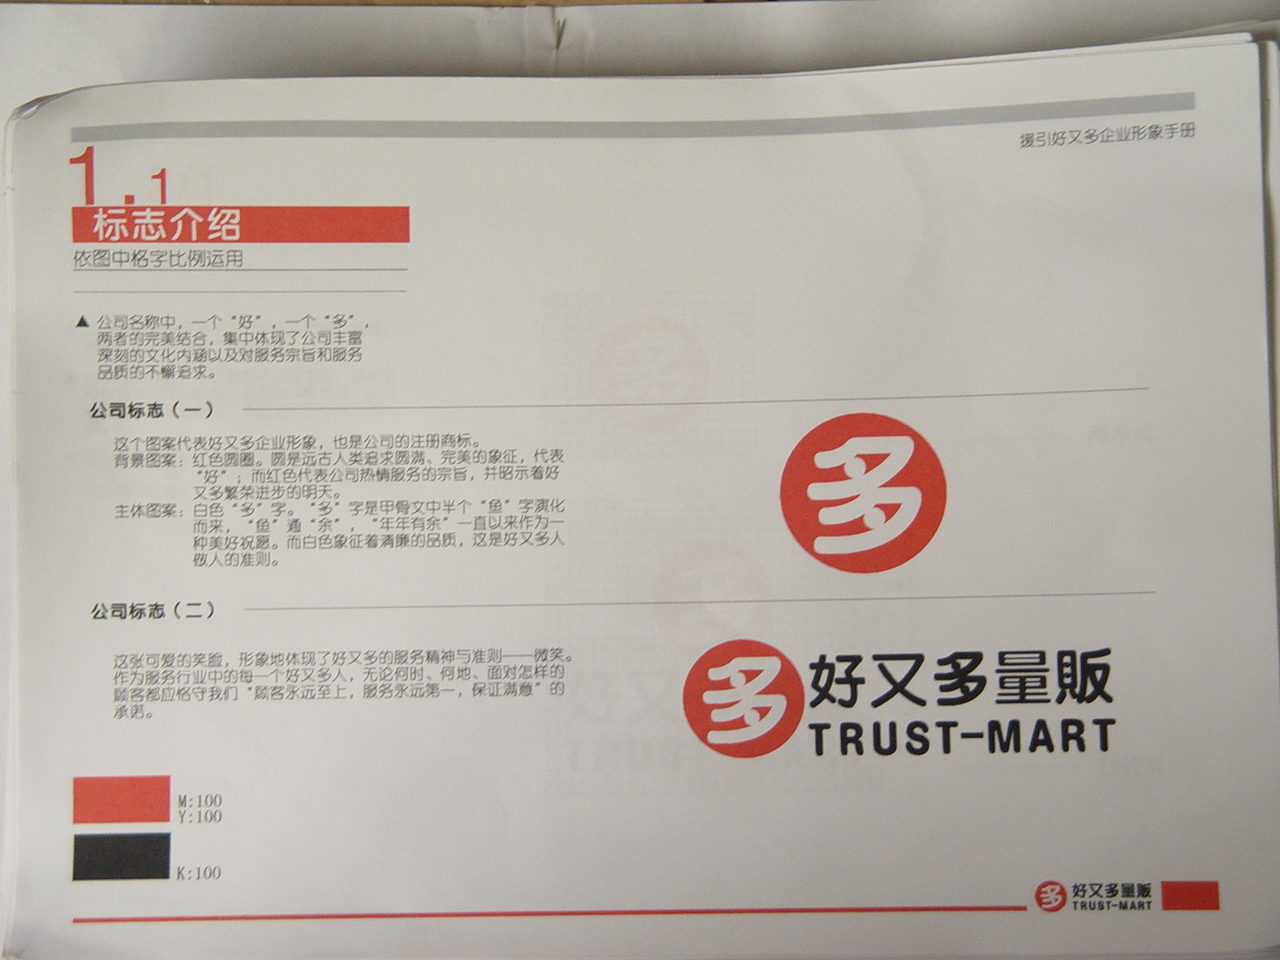 援引好又多企业形象手册
1.1
标志介绍
依图中格字比例运用
▲ 公司名称中，一个“好”，一个“多”，
两者的完美结合，集中体现了公司丰富
深刻的文化内涵以及对服务宗旨和服务
品质的不懈追求。
公司标志（一）
这个图案代表好又多企业形象，也是公司的注册商标。
背景图案：红色圆圈。圆是远古人类追求圆满、完美的象征，代表
“好”；而红色代表公司热情服务的宗旨，并昭示着好
又多繁荣进步的明天。
主体图案：白色“多”字。“多”字是甲骨文中半个“鱼”字演化
而来，“鱼”通“余”，“年年有余”一直以来作为一
种美好祝愿。而白色象征着清廉的品质，这是好又多人
做人的准则。
多
公司标志（二）
这张可爱的笑脸，形象地体现了好又多的服务精神与准则——微笑。
作为服务行业中的每一个好又多人，无论何时、何地、面对怎样的
顾客都应恪守我们“顾客永远至上，服务永远第一，保证满意”的
承诺。
多 好又多量販
TRUST-MART
M:100
Y:100
K:100
多 好又多量販
TRUST-MART